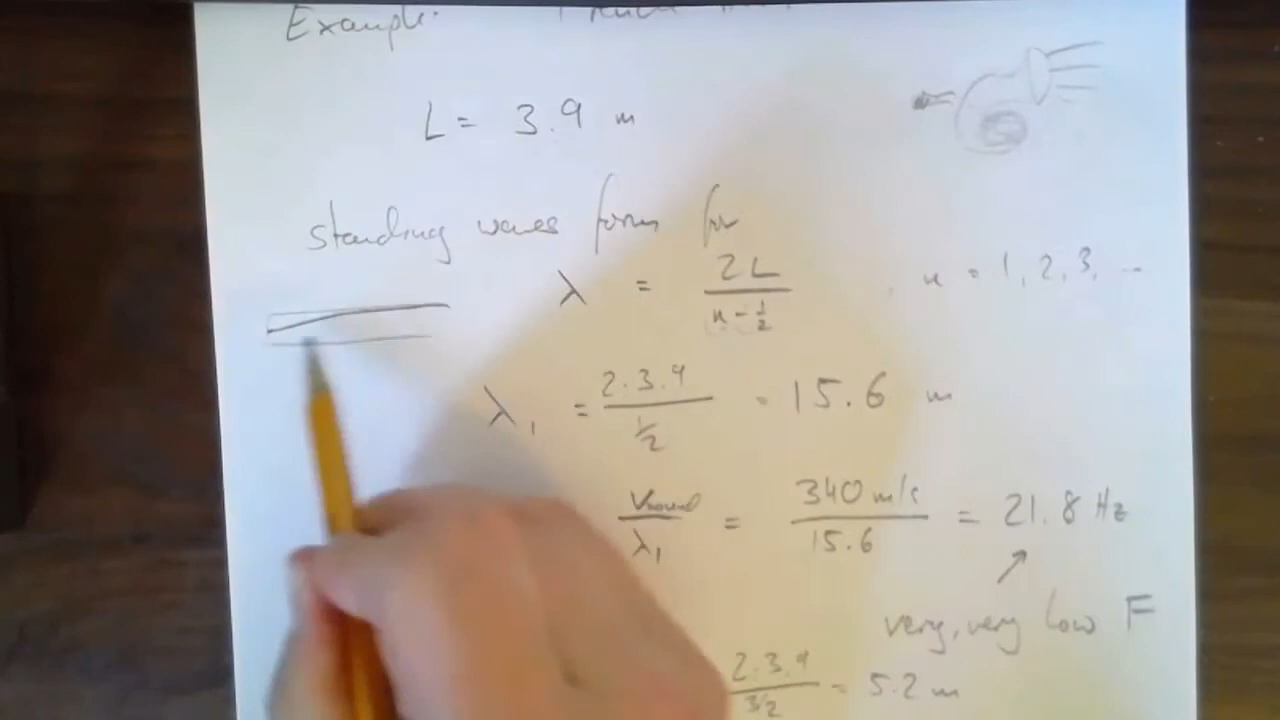 Example:
L = 3.9 m
standing waves form for
λ = 2L / (n - 1/2) , n = 1, 2, 3, ...
λ₁ = 2·3.9 / (1/2) = 15.6 m
v_sound / λ₁ = 340 m/s / 15.6 = 21.8 Hz
very, very low F
2·3.9 / (3/2) = 5.2 m